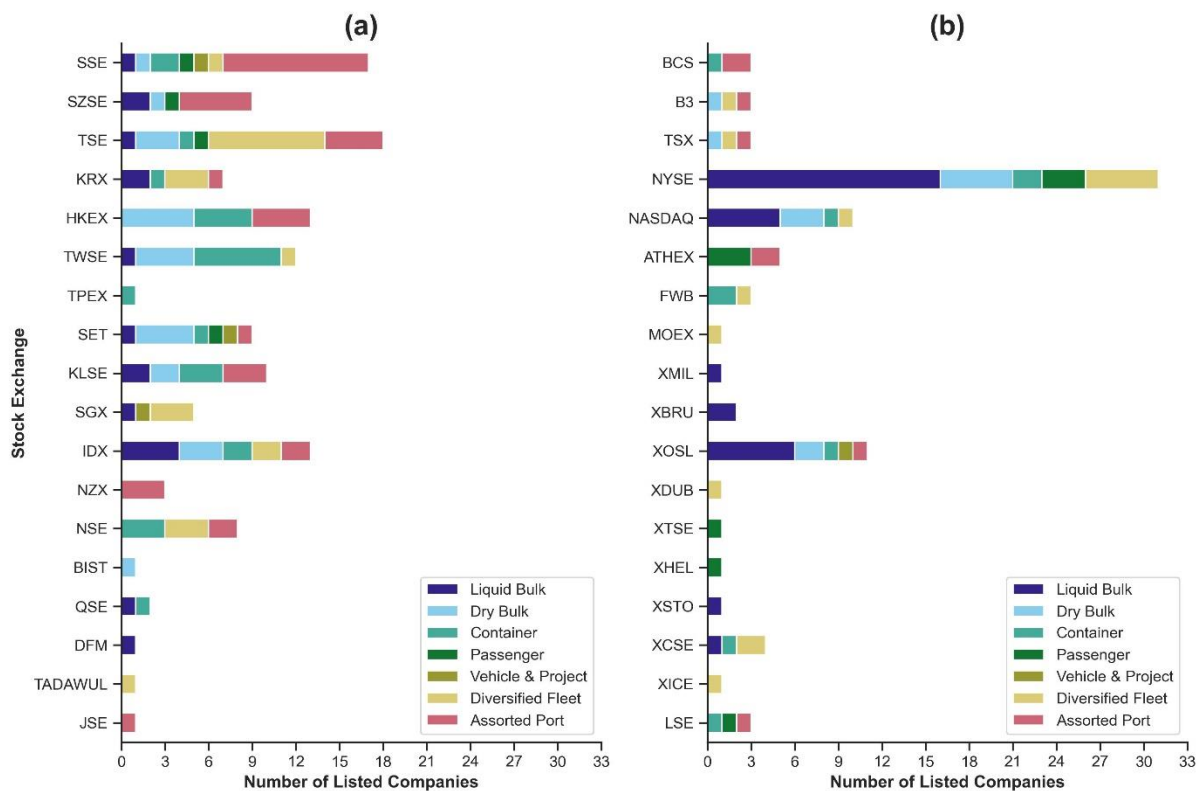 (a)
Stock Exchange
SSE
SZSE
TSE
KRX
HKEX
TWSE
TPEX
SET
KLSE
SGX
IDX
NZX
NSE
BIST
QSE
DFM
TADAWUL
JSE
Liquid Bulk
Dry Bulk
Container
Passenger
Vehicle & Project
Diversified Fleet
Assorted Port
0 3 6 9 12 15 18 21 24 27 30 33
Number of Listed Companies
(b)
BCS
B3
TSX
NYSE
NASDAQ
ATHEX
FWB
MOEX
XMIL
XBRU
XOSL
XDUB
XTSE
XHEL
XSTO
XCSE
XICE
LSE
Liquid Bulk
Dry Bulk
Container
Passenger
Vehicle & Project
Diversified Fleet
Assorted Port
0 3 6 9 12 15 18 21 24 27 30 33
Number of Listed Companies